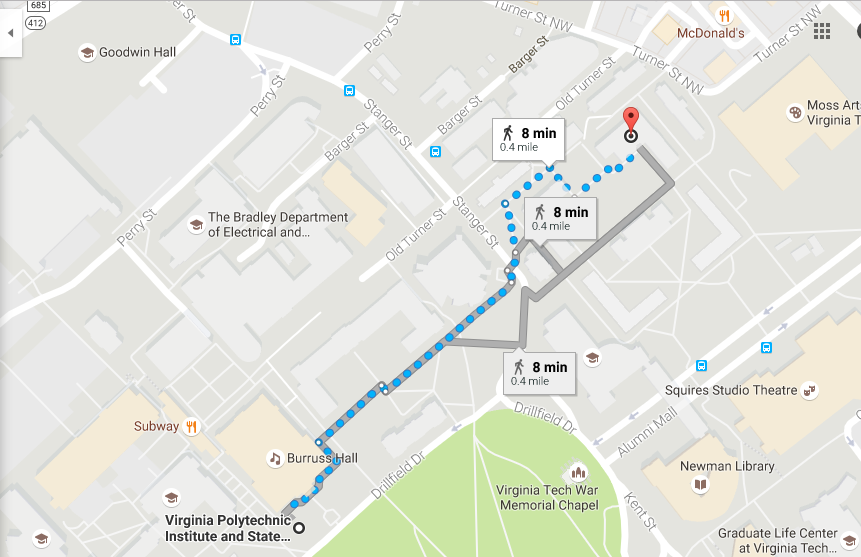 685
412
Goodwin Hall
Perry St
Turner St NW
McDonald's
Turner St NW
Turner St NW
Barger St
Old Turner St
Perry St
Stanger St
Barger St
Barger St
Moss Arts
Virginia T
8 min
0.4 mile
8 min
0.4 mile
The Bradley Department
of Electrical and...
Perry St
Old Turner St
Stanger St
8 min
0.4 mile
Squires Studio Theatre
Drillfield Dr
Alumni Mall
Subway
Burruss Hall
Drillfield Dr
Newman Library
Virginia Tech War
Memorial Chapel
Kent St
Virginia Polytechnic
Institute and State...
Graduate Life Center
at Virginia Tech...